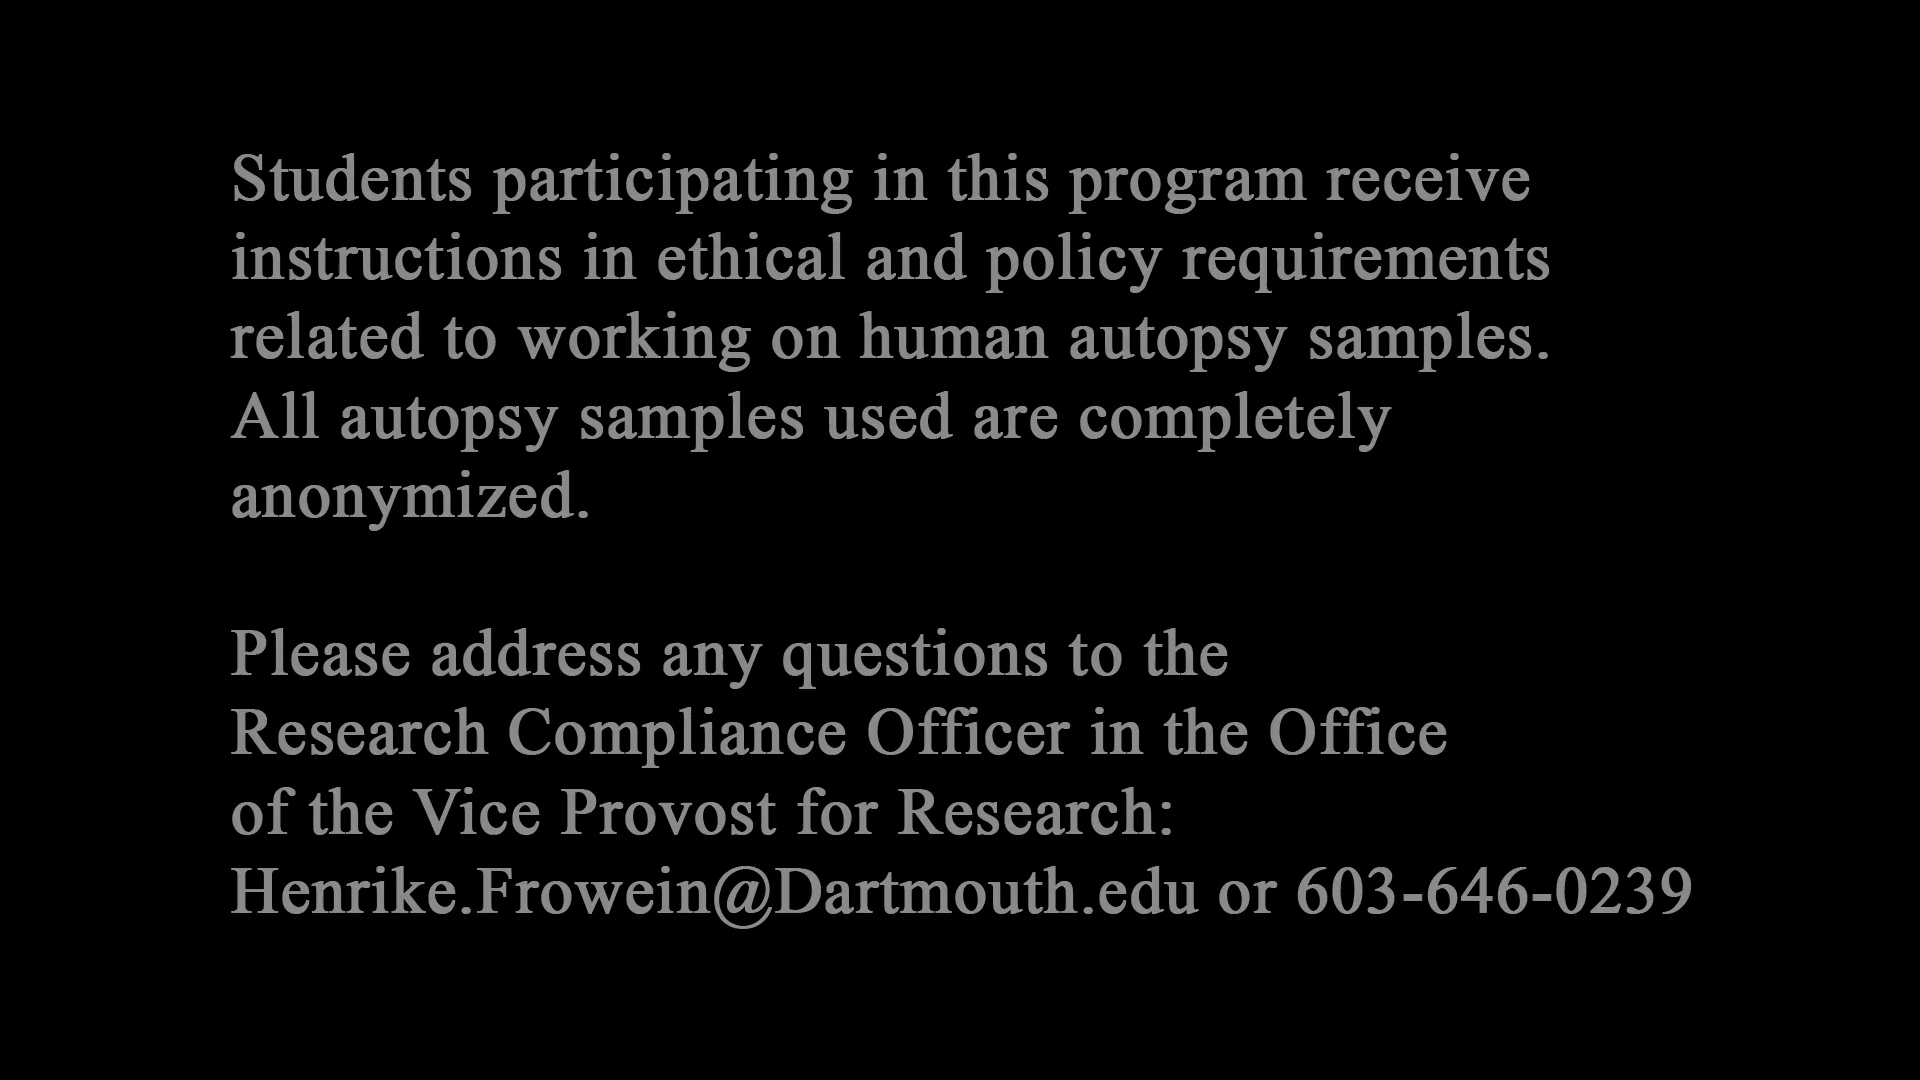 Students participating in this program receive
instructions in ethical and policy requirements
related to working on human autopsy samples.
All autopsy samples used are completely
anonymized.
Please address any questions to the
Research Compliance Officer in the Office
of the Vice Provost for Research:
Henrike.Frowein@Dartmouth.edu or 603-646-0239